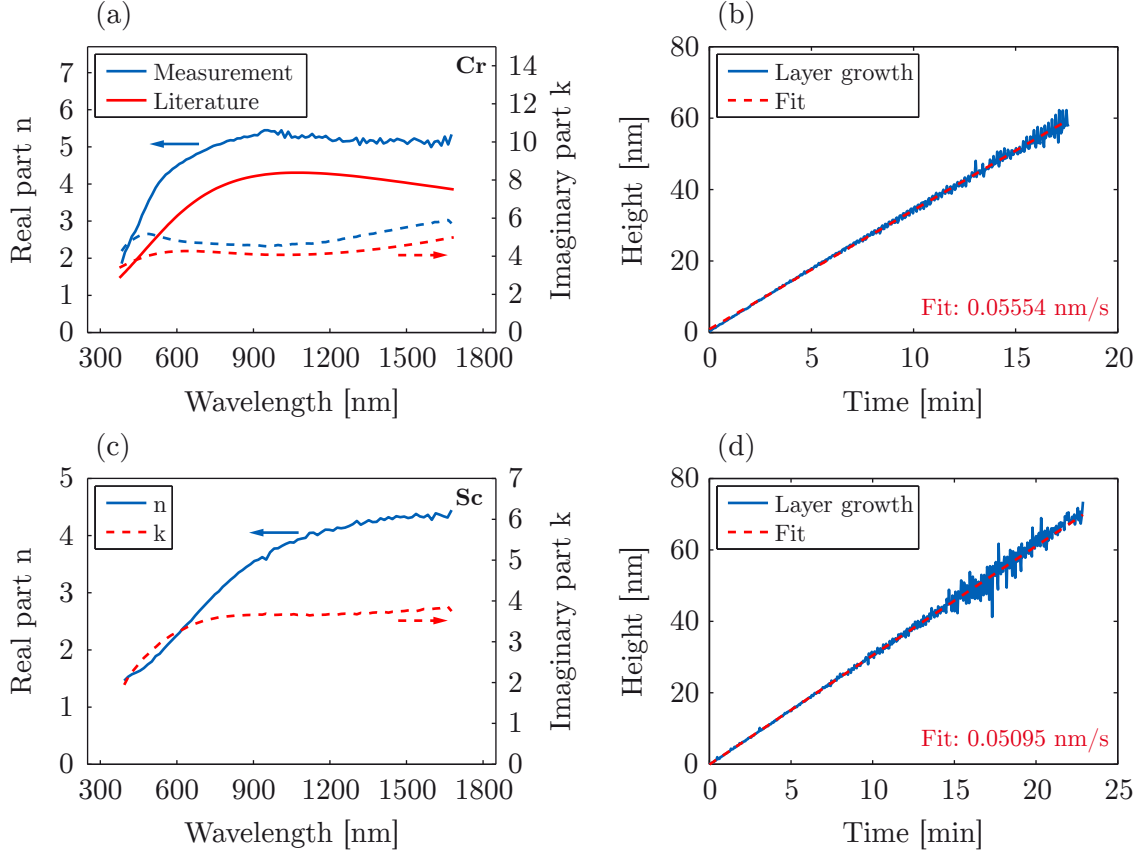 (a)
Real part n
7
6
5
4
3
2
1
0
Measurement
Literature
Cr
14
12
10
8
6
4
2
0
Imaginary part k
300 600 900 1200 1500 1800
Wavelength [nm]
(b)
Height [nm]
80
60
40
20
0
Layer growth
Fit
Fit: 0.05554 nm/s
0 5 10 15 20
Time [min]
(c)
Real part n
5
4
3
2
1
0
n
k
Sc
7
6
5
4
3
2
1
0
Imaginary part k
300 600 900 1200 1500 1800
Wavelength [nm]
(d)
Height [nm]
80
60
40
20
0
Layer growth
Fit
Fit: 0.05095 nm/s
0 5 10 15 20 25
Time [min]